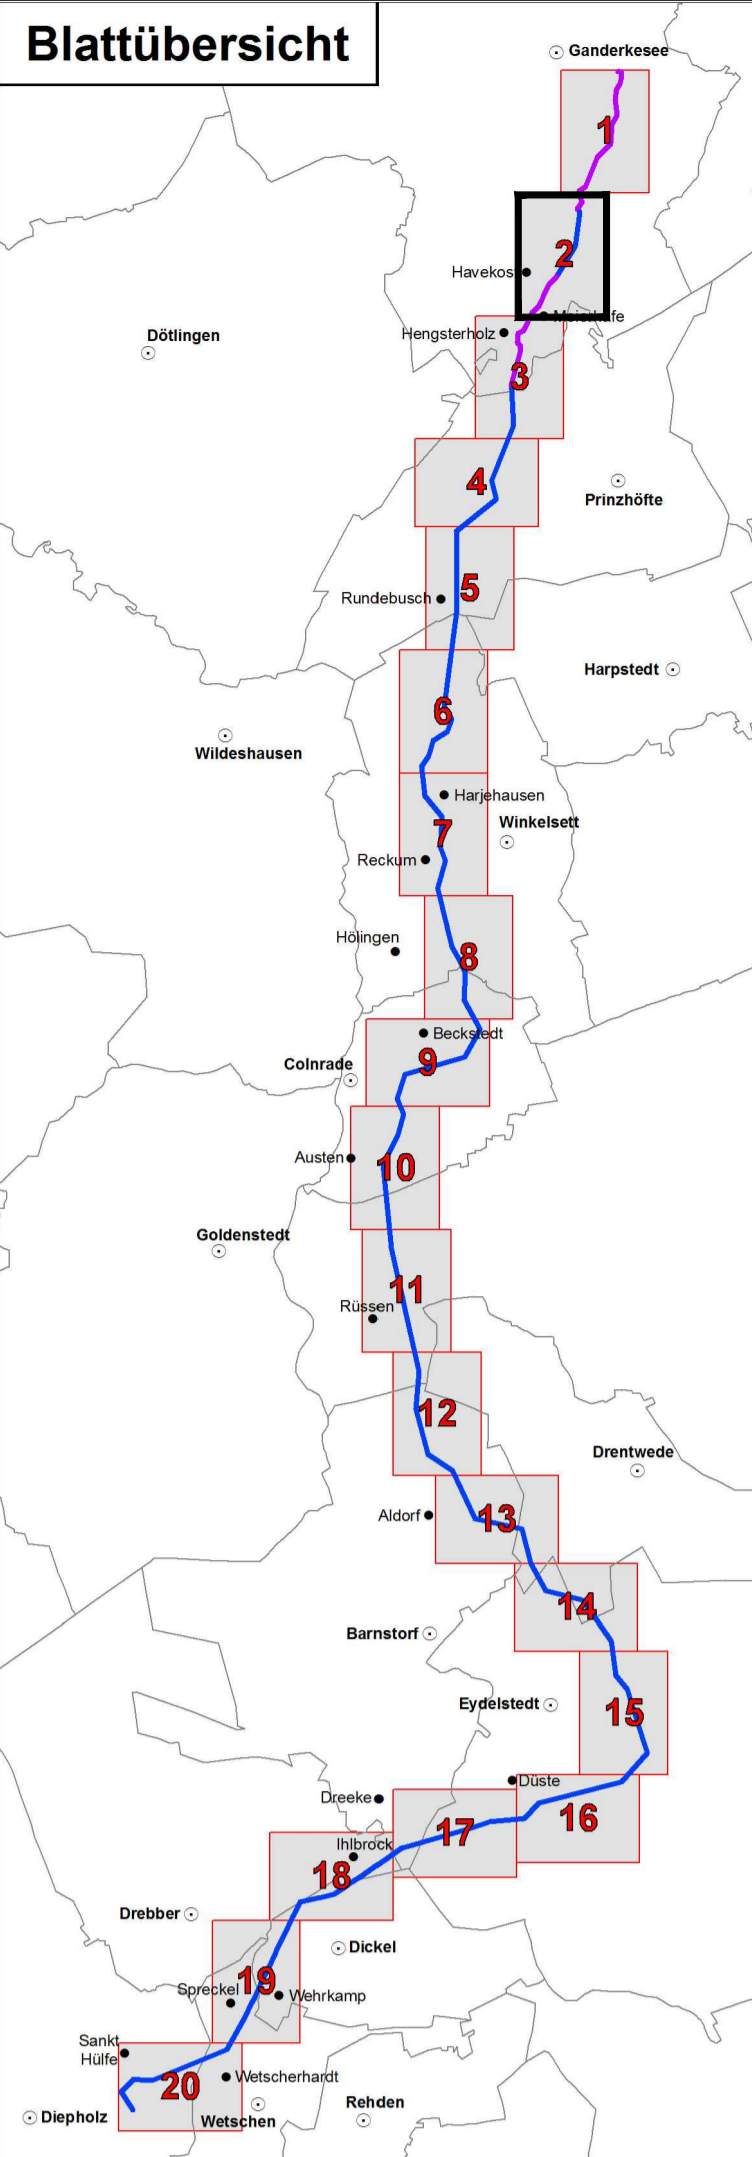 Blattübersicht
Ganderkesee
1
2
Havekost
Meierhafe
Hengsterholz
Dötlingen
3
4
Prinzhöfte
5
Rundebusch
Harpstedt
6
Wildeshausen
Harjehausen
Winkelsett
7
Reckum
Hölingen
8
Beckstedt
9
Colnrade
Austen
10
Goldenstedt
11
Rüssen
12
Drentwede
Aldorf
13
14
Barnstorf
Eydelstedt
15
Düste
Dreeke
16
17
Ihlbrock
18
Drebber
Dickel
19
Spreckel
Wehrkamp
Sankt
Hülfe
Wetscherhardt
20
Rehden
Diepholz
Wetschen